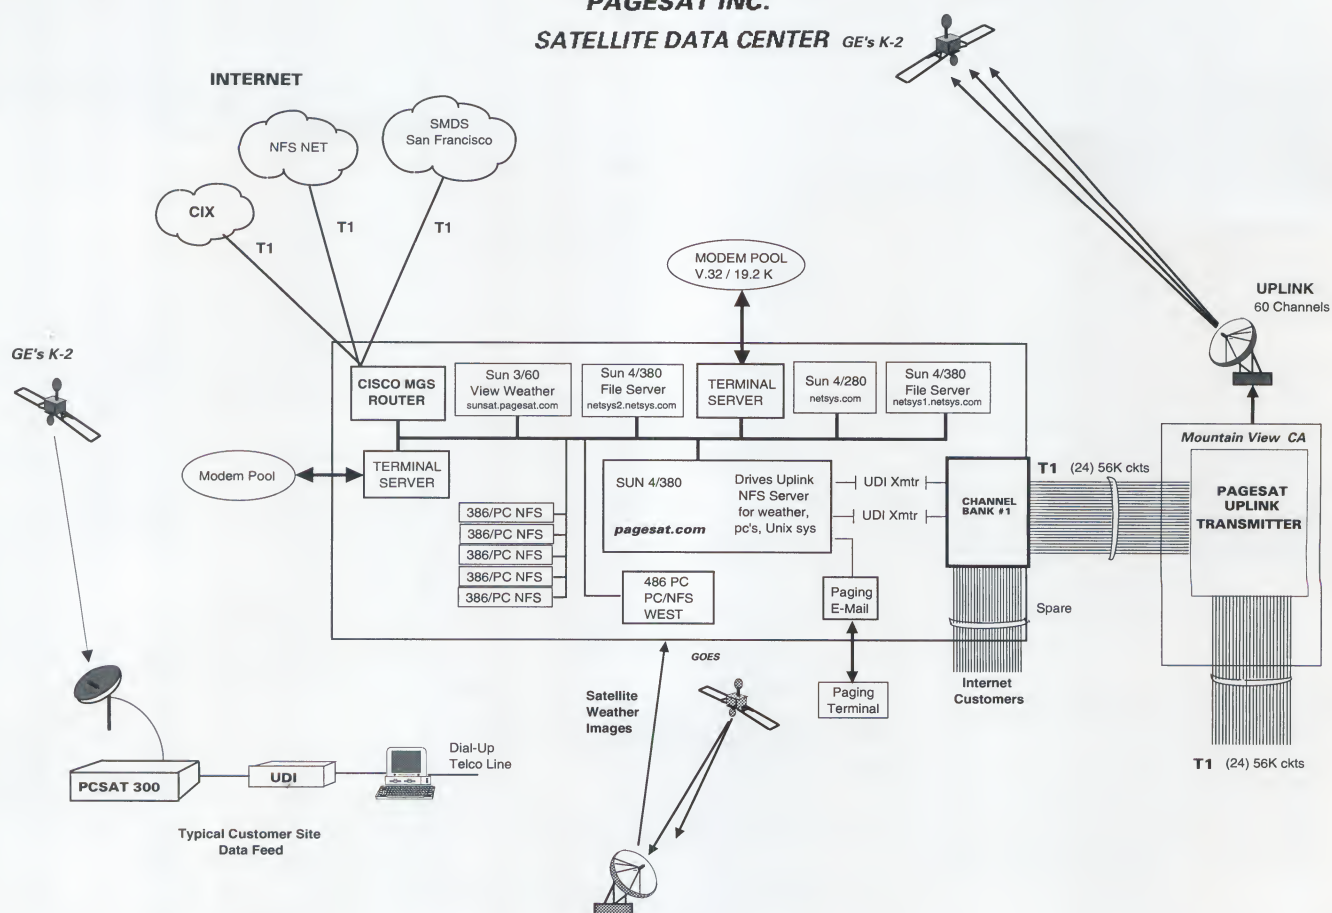 PAGESAT INC.
SATELLITE DATA CENTER
GE's K-2
INTERNET
SMDS
San Francisco
NFS NET
CIX
T1
T1
T1
MODEM POOL
V.32 / 19.2 K
UPLINK
60 Channels
GE's K-2
CISCO MGS
ROUTER
Sun 3/60
View Weather
sunsat.pagesat.com
Sun 4/380
File Server
netsys2.netsys.com
TERMINAL
SERVER
Sun 4/280
netsys.com
Sun 4/380
File Server
netsys1.netsys.com
Mountain View CA
Modem Pool
TERMINAL
SERVER
SUN 4/380
pagesat.com
Drives Uplink
NFS Server
for weather,
pc's, Unix sys
UDI Xmtr
UDI Xmtr
CHANNEL
BANK #1
T1 (24) 56K ckts
PAGESAT
UPLINK
TRANSMITTER
386/PC NFS
386/PC NFS
386/PC NFS
386/PC NFS
386/PC NFS
486 PC
PC/NFS
WEST
Paging
E-Mail
Spare
GOES
Internet
Customers
Satellite
Weather
Images
Paging
Terminal
Dial-Up
Telco Line
PCSAT 300
UDI
T1 (24) 56K ckts
Typical Customer Site
Data Feed